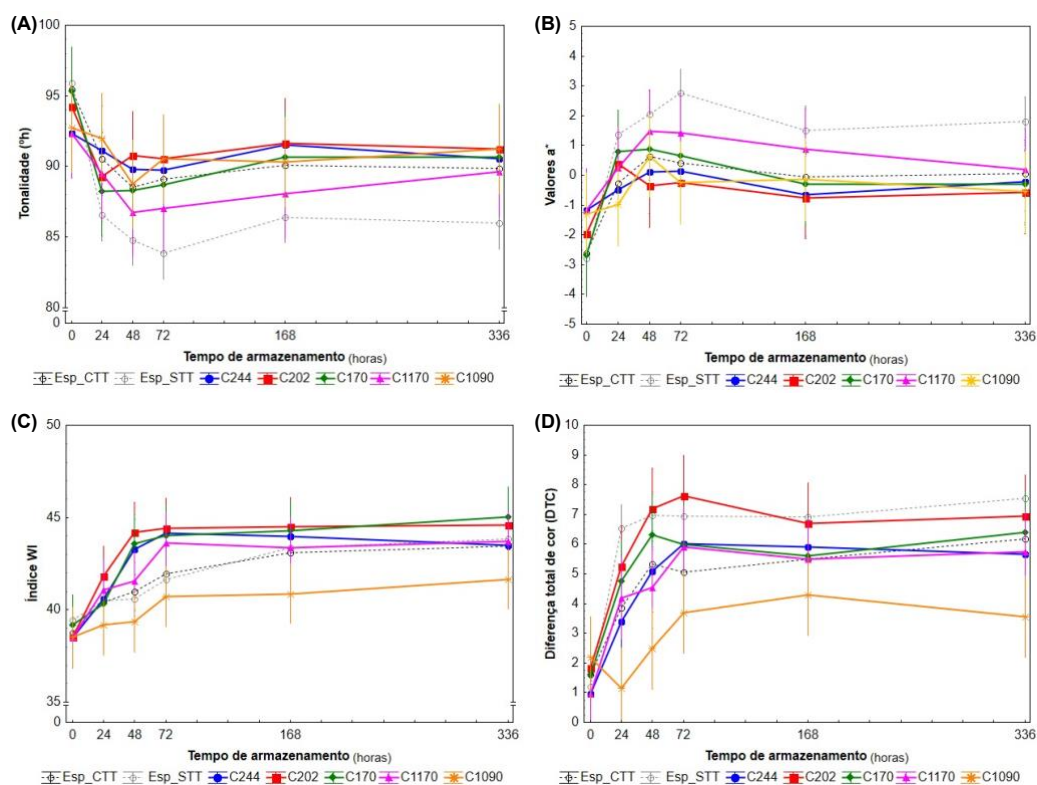 (A)
100
95
90
85
80
0
Tonalidade (ºh)
0 24 48 72 168 336
Tempo de armazenamento (horas)
Esp_CTT Esp_STT C244 C202 C170 C1170 C1090
(B)
5
4
3
2
1
0
-1
-2
-3
-4
-5
Valores a*
0 24 48 72 168 336
Tempo de armazenamento (horas)
Esp_CTT Esp_STT C244 C202 C170 C1170 C1090
(C)
50
45
40
35
0
Índice WI
0 24 48 72 168 336
Tempo de armazenamento (horas)
Esp_CTT Esp_STT C244 C202 C170 C1170 C1090
(D)
10
9
8
7
6
5
4
3
2
1
0
Diferença total de cor (DTC)
0 24 48 72 168 336
Tempo de armazenamento (horas)
Esp_CTT Esp_STT C244 C202 C170 C1170 C1090